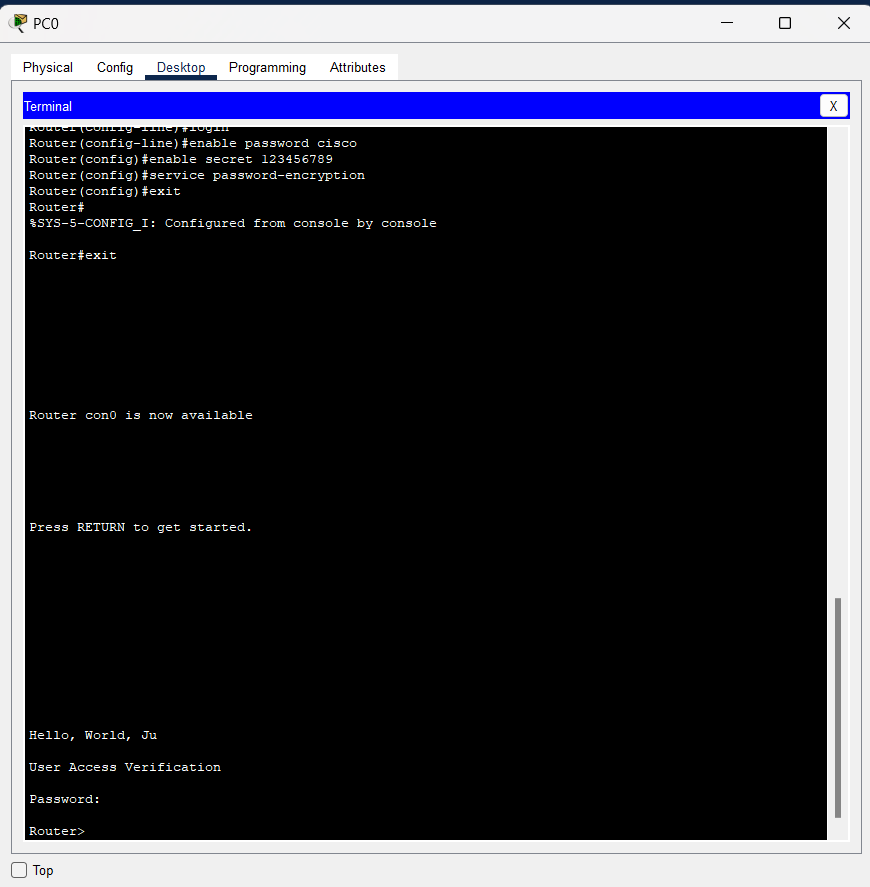 PC0
Physical Config Desktop Programming Attributes
Terminal X
Router(config-line)#login
Router(config-line)#enable password cisco
Router(config)#enable secret 123456789
Router(config)#service password-encryption
Router(config)#exit
Router#
%SYS-5-CONFIG_I: Configured from console by console
Router#exit
Router con0 is now available
Press RETURN to get started.
Hello, World, Ju
User Access Verification
Password:
Router>
Top